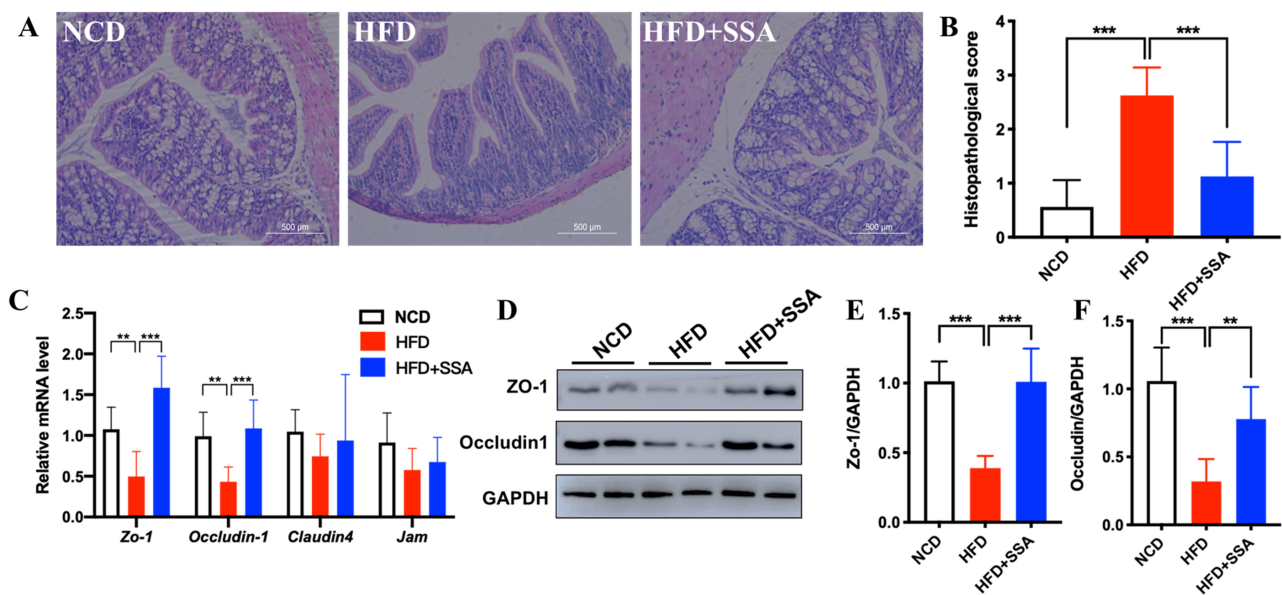 A
NCD
HFD
HFD+SSA
500 µm
500 µm
500 µm
B
Histopathological score
4
3
2
1
0
***
***
NCD
HFD
HFD+SSA
C
Relative mRNA level
2.5
2.0
1.5
1.0
0.5
0.0
** ***
** ***
NCD
HFD
HFD+SSA
Zo-1
Occludin-1
Claudin4
Jam
D
NCD
HFD
HFD+SSA
ZO-1
Occludin1
GAPDH
E
Zo-1/GAPDH
1.5
1.0
0.5
0.0
*** ***
NCD
HFD
HFD+SSA
F
Occludin/GAPDH
1.5
1.0
0.5
0.0
*** **
NCD
HFD
HFD+SSA